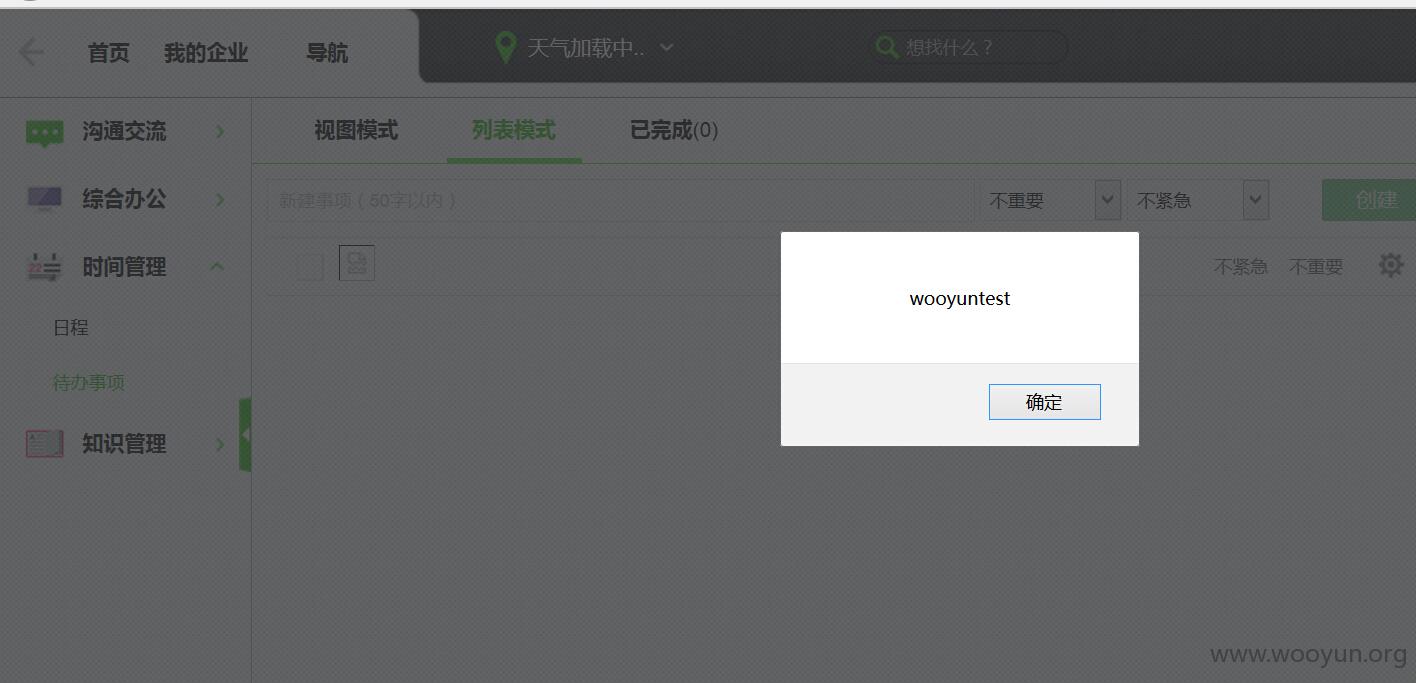 首页 我的企业 导航 天气加载中.. 想找什么？
沟通交流
综合办公
时间管理
日程
待办事项
知识管理
视图模式 列表模式 已完成(0)
新建事项（50字以内） 不重要 不紧急 创建
22 不紧急 不重要
wooyuntest
确定
www.wooyun.org